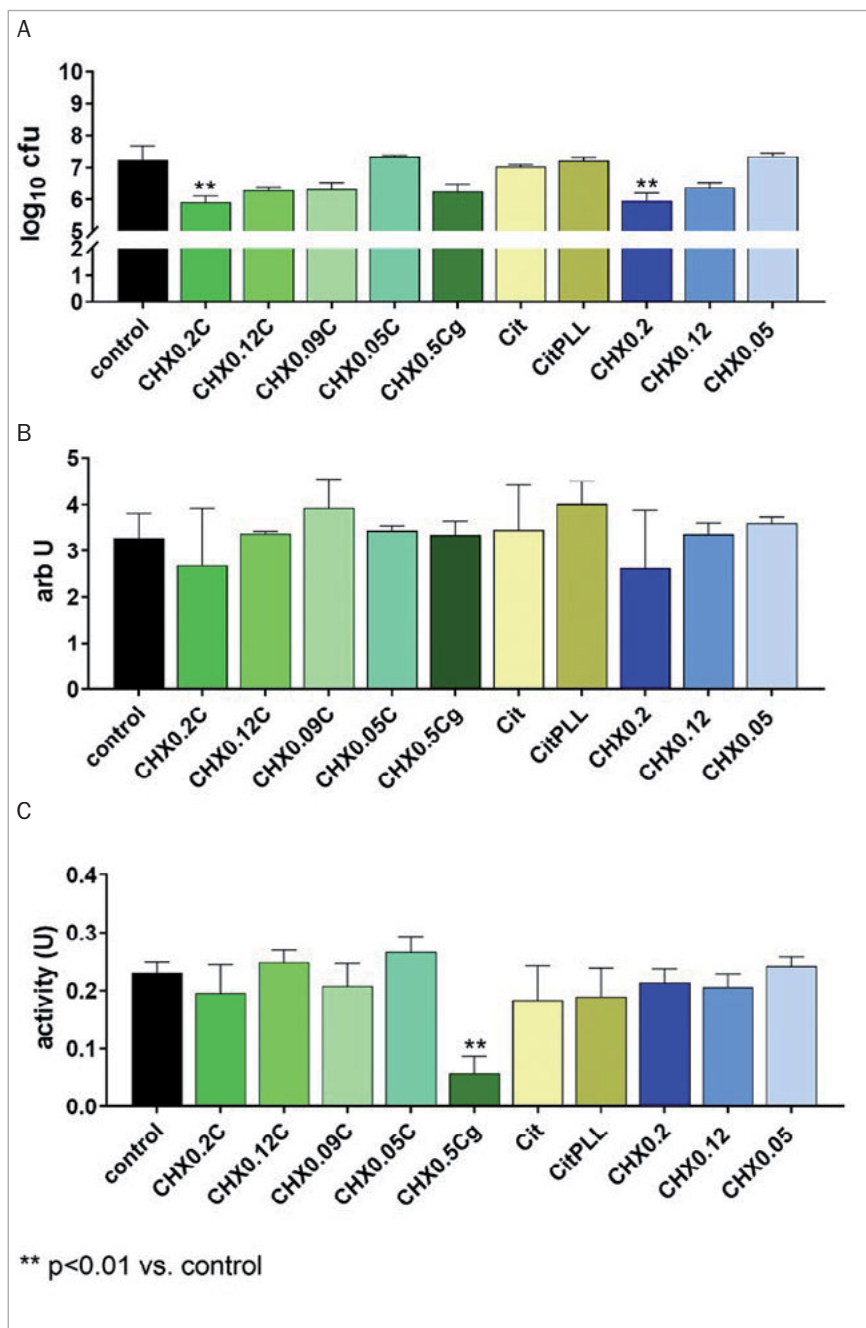 A
10
9
8
7
6
5
2
1
0
log10 cfu
**
**
control
CHX0.2C
CHX0.12C
CHX0.09C
CHX0.05C
CHX0.5Cg
Cit
CitPLL
CHX0.2
CHX0.12
CHX0.05
B
5
4
3
2
1
0
arb U
control
CHX0.2C
CHX0.12C
CHX0.09C
CHX0.05C
CHX0.5Cg
Cit
CitPLL
CHX0.2
CHX0.12
CHX0.05
C
0.4
0.3
0.2
0.1
0.0
activity (U)
**
control
CHX0.2C
CHX0.12C
CHX0.09C
CHX0.05C
CHX0.5Cg
Cit
CitPLL
CHX0.2
CHX0.12
CHX0.05
** p<0.01 vs. control